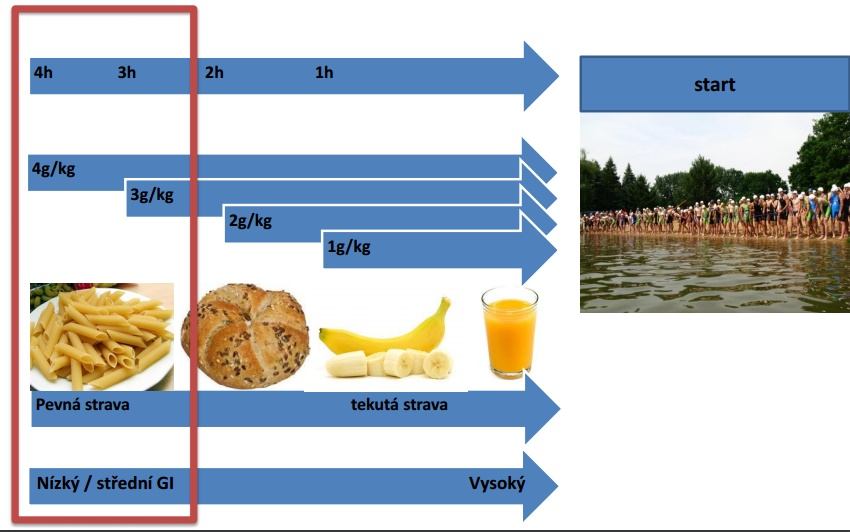 4h 3h 2h 1h
start
4g/kg
3g/kg
2g/kg
1g/kg
Pevná strava tekutá strava
Nízký / střední GI Vysoký